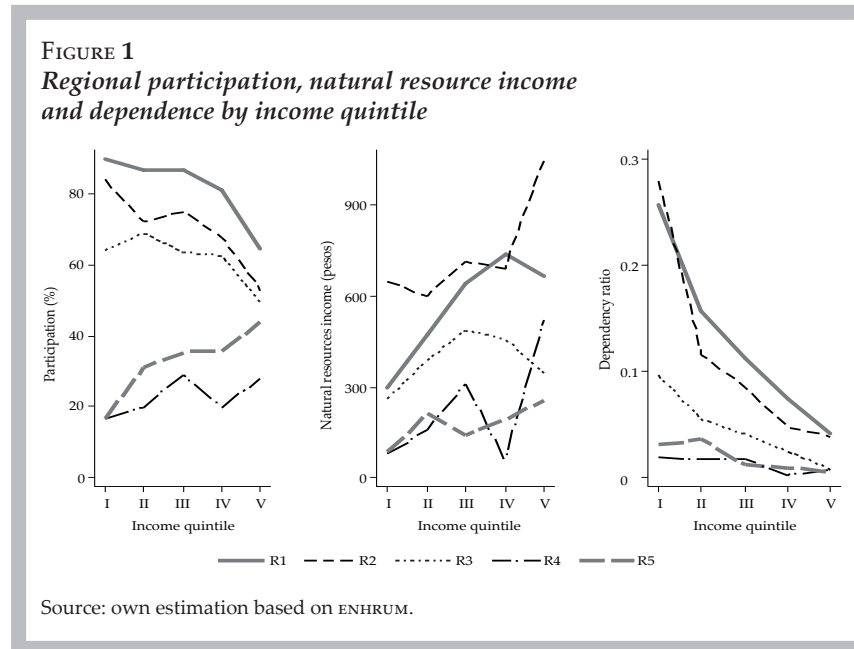 FIGURE 1
Regional participation, natural resource income
and dependence by income quintile
Participation (%)
80
60
40
20
0
I II III IV V
Income quintile
Natural resources income (pesos)
900
600
300
0
I II III IV V
Income quintile
Dependency ratio
0.3
0.2
0.1
0
I II III IV V
Income quintile
R1 R2 R3 R4 R5
Source: own estimation based on ENHRUM.